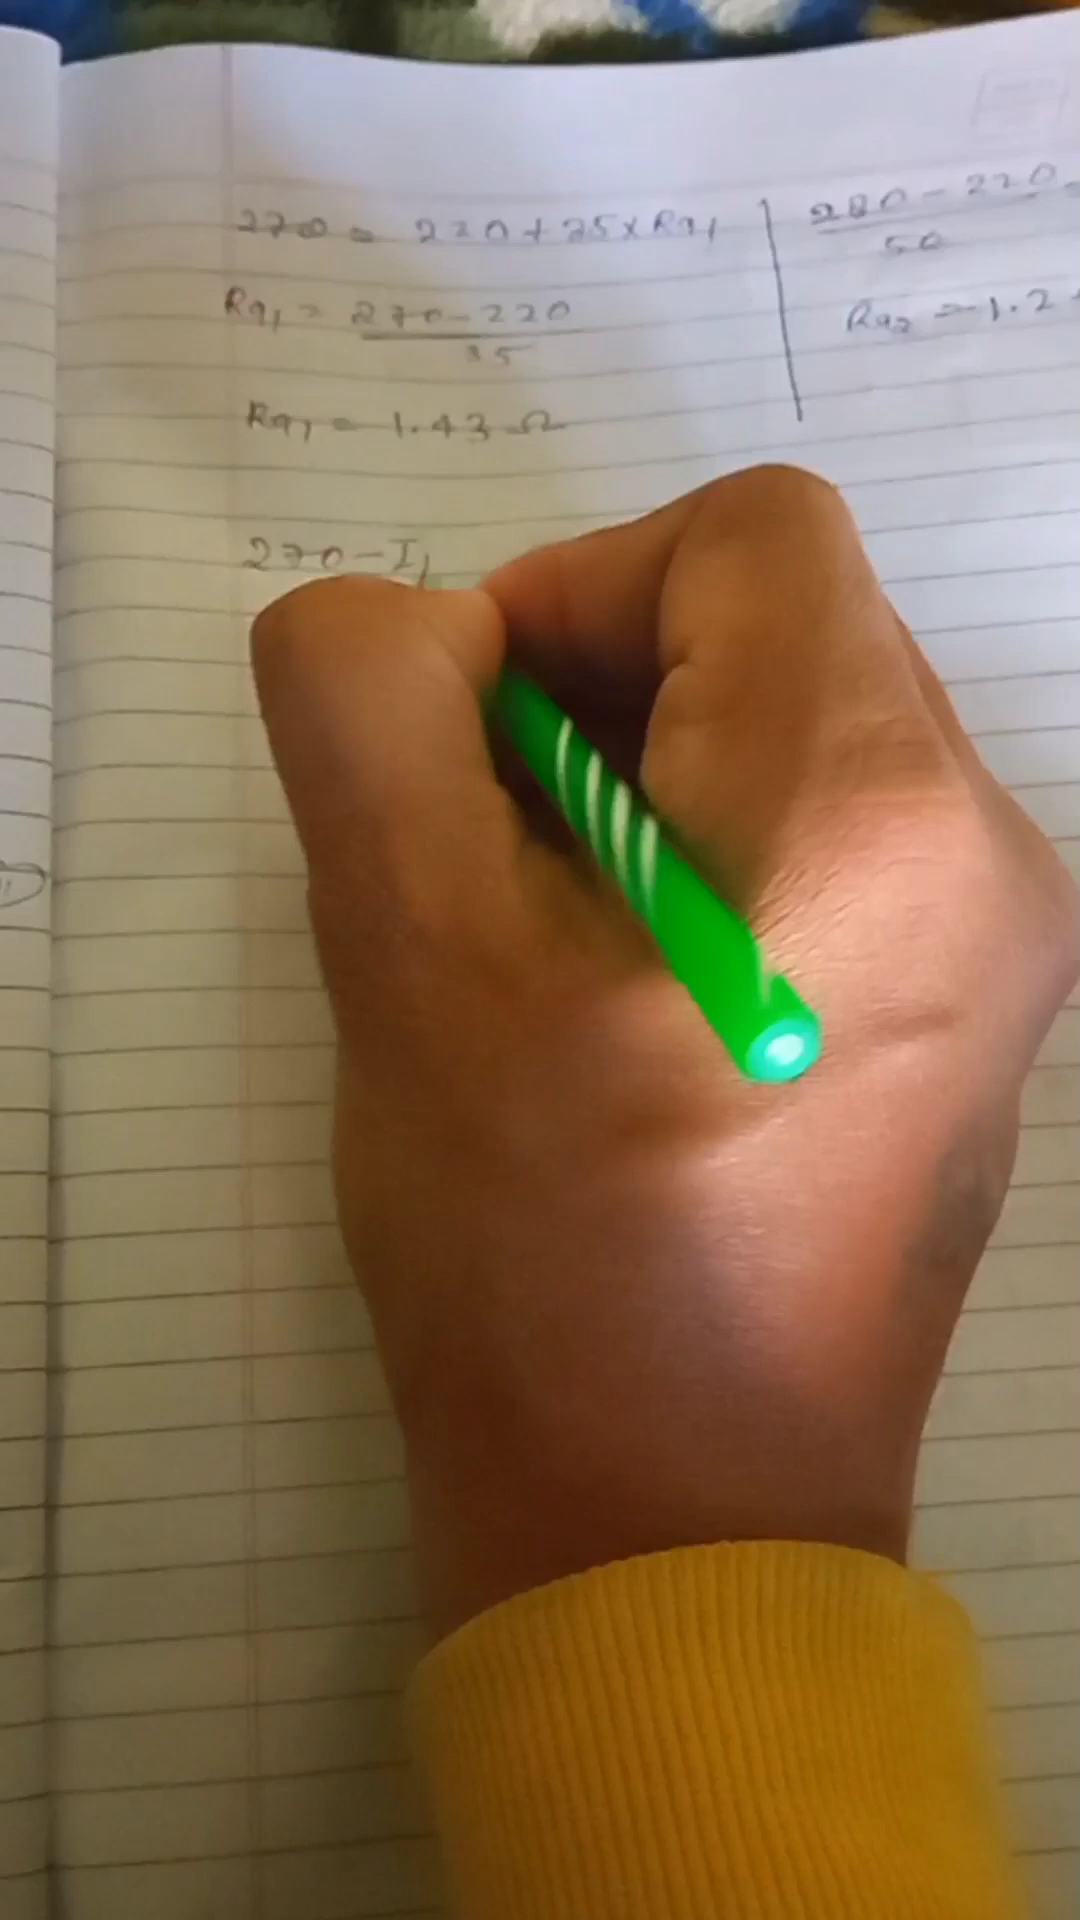 270 = 220 + 35 × Ra1
Ra1 = 270 - 220
35
Ra1 = 1.43 Ω
270 - I1
280 - 220
50
Ra2 = 1.2